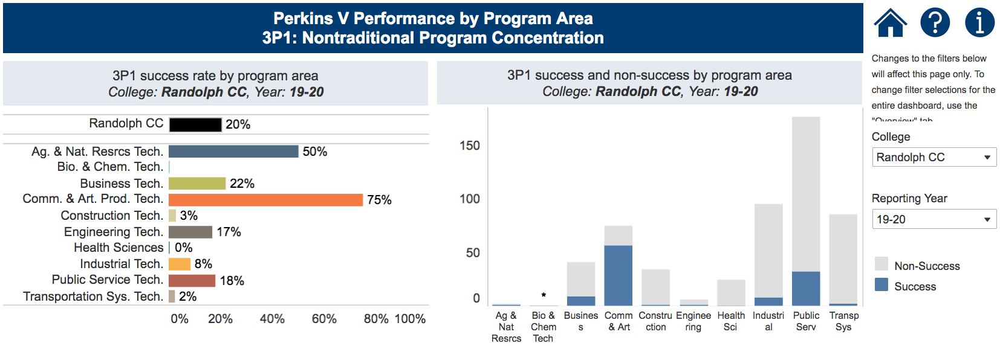 Perkins V Performance by Program Area
3P1: Nontraditional Program Concentration
3P1 success rate by program area
College: Randolph CC, Year: 19-20
Randolph CC 20%
Ag. & Nat. Resrcs Tech. 50%
Bio. & Chem. Tech.
Business Tech. 22%
Comm. & Art. Prod. Tech. 75%
Construction Tech. 3%
Engineering Tech. 17%
Health Sciences 0%
Industrial Tech. 8%
Public Service Tech. 18%
Transportation Sys. Tech. 2%
0% 20% 40% 60% 80% 100%
3P1 success and non-success by program area
College: Randolph CC, Year: 19-20
150
100
50
0
*
Ag &
Nat
Resrcs
Bio &
Chem
Tech
Busines
s
Comm
& Art
Constru
ction
Enginee
ring
Health
Sci
Industri
al
Public
Serv
Transp
Sys
?
i
Changes to the filters below
will affect this page only. To
change filter selections for the
entire dashboard, use the
"Overview" tab
College
Randolph CC
Reporting Year
19-20
Non-Success
Success